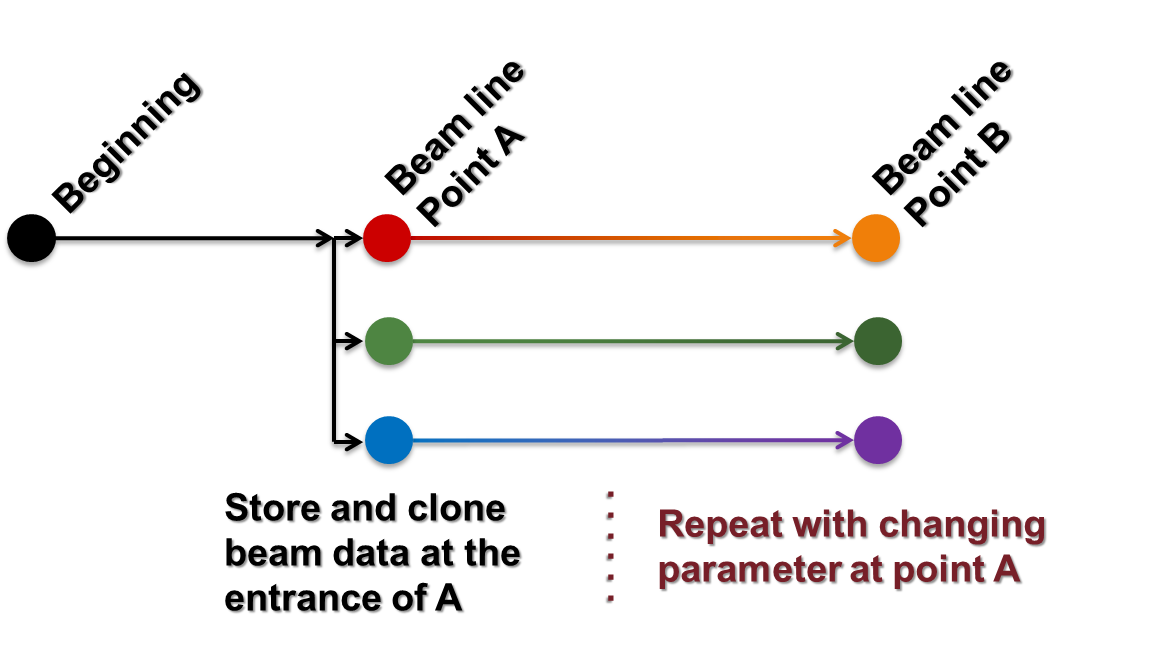 Beginning
Beam line
Point A
Beam line
Point B
Store and clone
beam data at the
entrance of A
Repeat with changing
parameter at point A